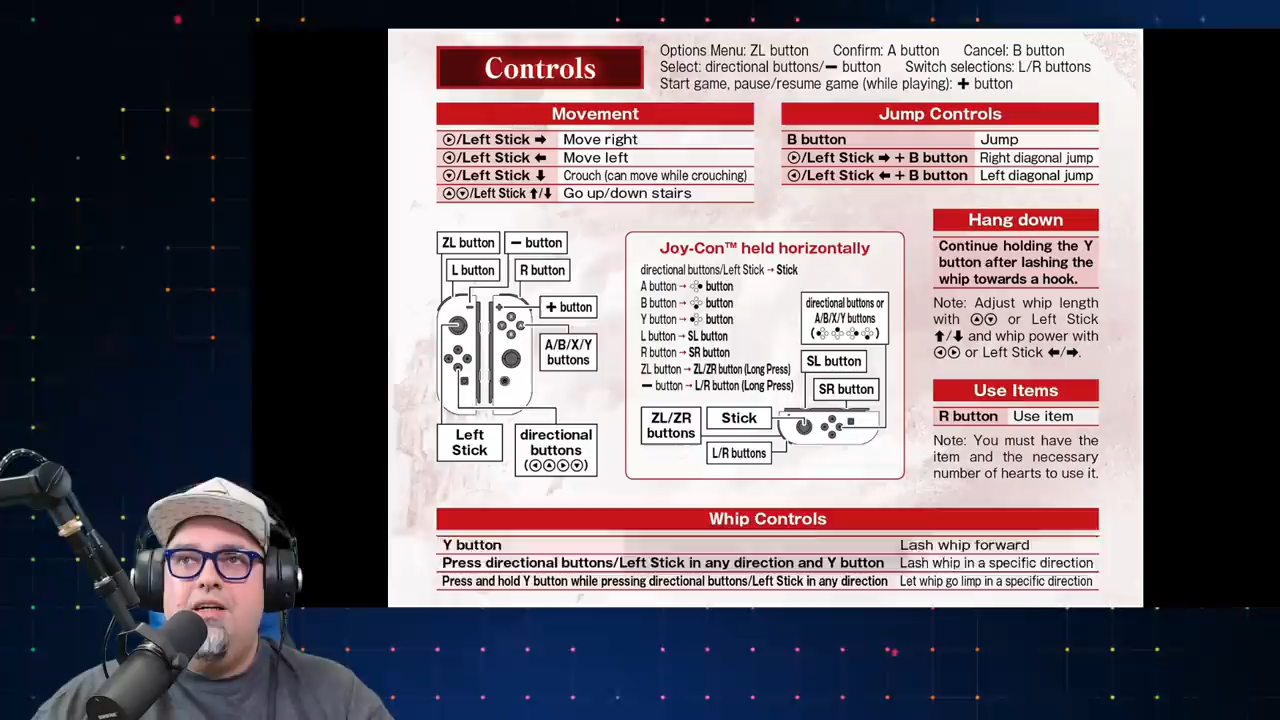 Controls
Options Menu: ZL button Confirm: A button Cancel: B button
Select: directional buttons/━ button Switch selections: L/R buttons
Start game, pause/resume game (while playing): ✚ button
Movement
▶/Left Stick ➡ Move right
◀/Left Stick ⬅ Move left
▼/Left Stick ⬇ Crouch (can move while crouching)
▲▼/Left Stick ⬆/⬇ Go up/down stairs
Jump Controls
B button Jump
▶/Left Stick ➡ + B button Right diagonal jump
◀/Left Stick ⬅ + B button Left diagonal jump
ZL button
━ button
L button
R button
✚ button
A/B/X/Y
buttons
Left
Stick
directional
buttons
(◀▲▶▼)
Joy-Con™ held horizontally
directional buttons/Left Stick → Stick
A button → button
B button → button
Y button → button
L button → SL button
R button → SR button
ZL button → ZL/ZR button (Long Press)
━ button → L/R button (Long Press)
directional buttons or
A/B/X/Y buttons
( )
SL button
SR button
ZL/ZR
buttons
Stick
L/R buttons
Hang down
Continue holding the Y
button after lashing the
whip towards a hook.
Note: Adjust whip length
with ▲▼ or Left Stick
⬆/⬇ and whip power with
◀▶ or Left Stick ⬅/➡.
Use Items
R button Use item
Note: You must have the
item and the necessary
number of hearts to use it.
Whip Controls
Y button Lash whip forward
Press directional buttons/Left Stick in any direction and Y button Lash whip in a specific direction
Press and hold Y button while pressing directional buttons/Left Stick in any direction Let whip go limp in a specific direction